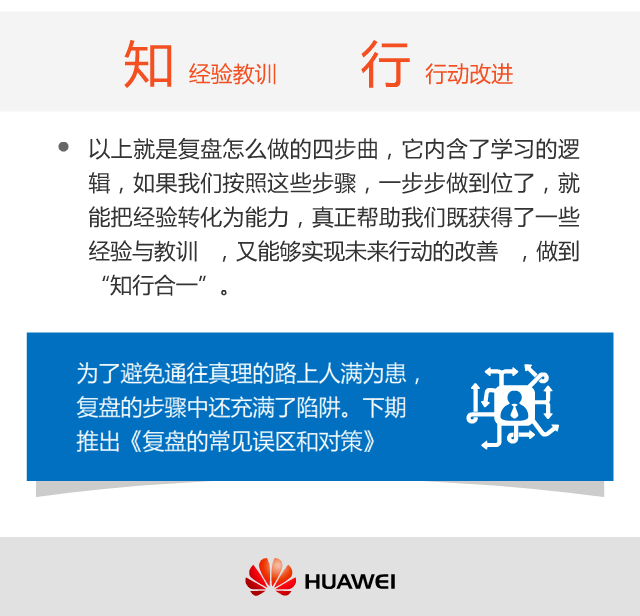 知 经验教训 行 行动改进
以上就是复盘怎么做的四步曲，它内含了学习的逻
辑，如果我们按照这些步骤，一步步做到位了，就
能把经验转化为能力，真正帮助我们既获得了一些
经验与教训 ，又能够实现未来行动的改善 ，做到
“知行合一”。
为了避免通往真理的路上人满为患，
复盘的步骤中还充满了陷阱。下期
推出《复盘的常见误区和对策》
HUAWEI